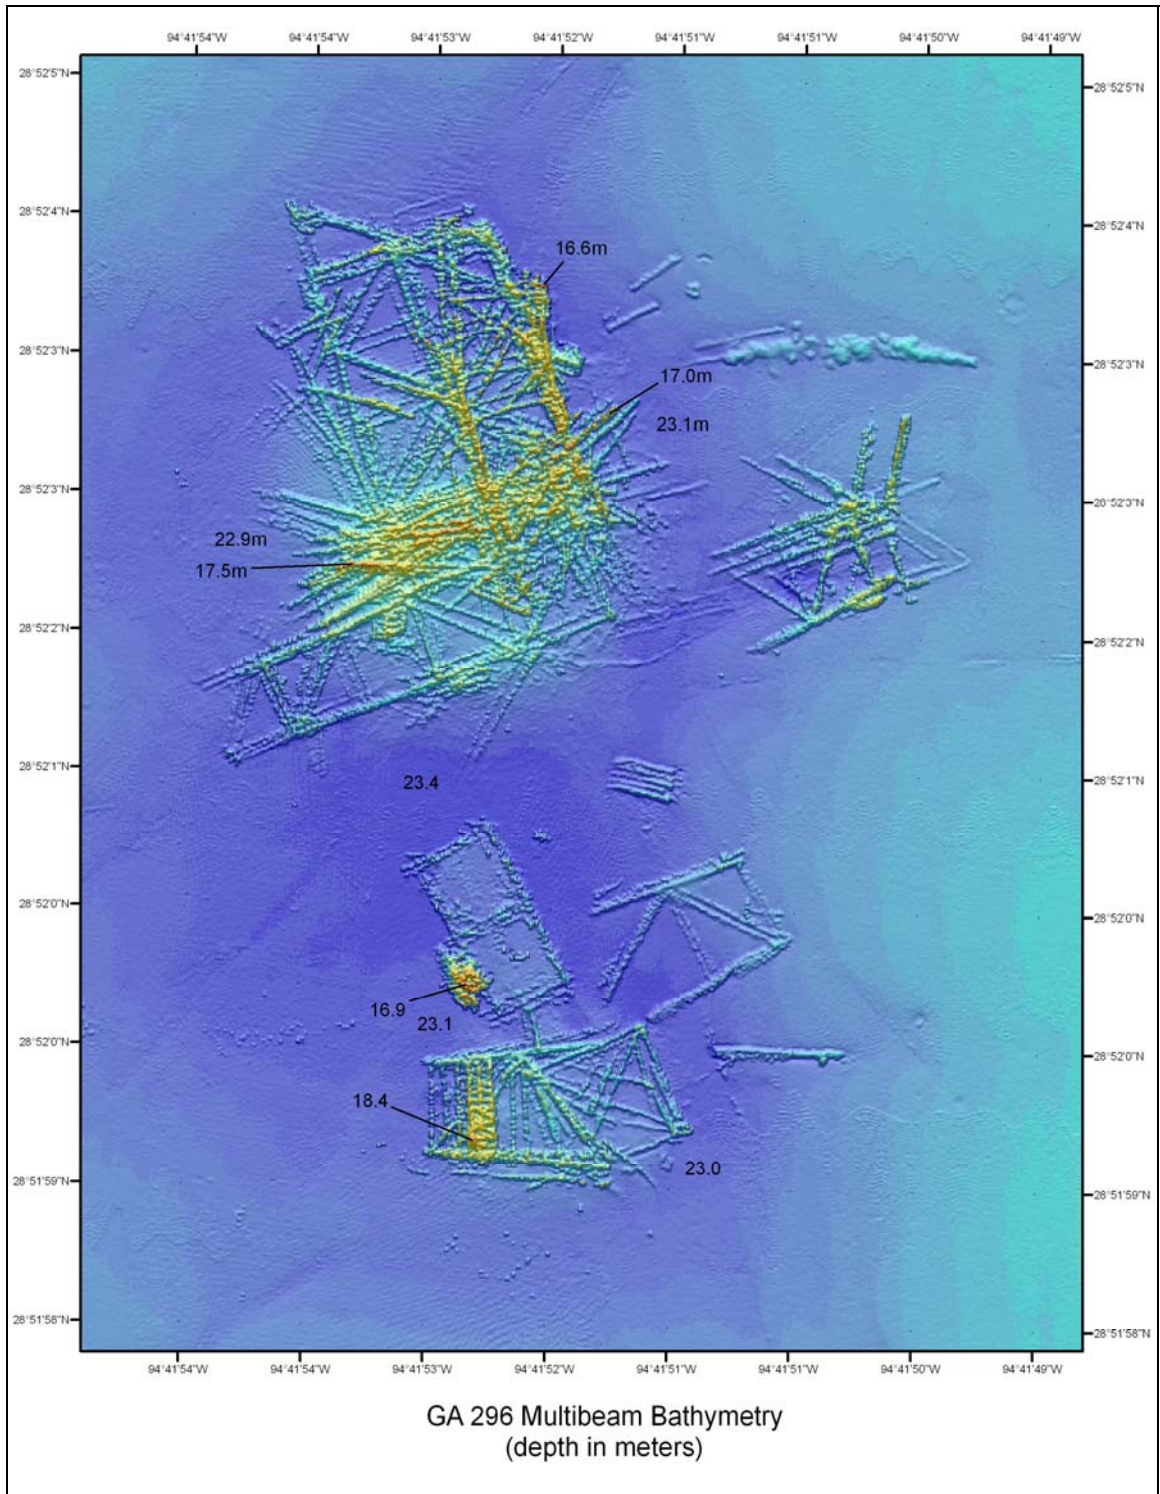 94°41'54"W 94°41'54"W 94°41'53"W 94°41'52"W 94°41'51"W 94°41'51"W 94°41'50"W 94°41'49"W
28°52'5"N 28°52'5"N
28°52'4"N 28°52'4"N
16.6m
28°52'3"N 28°52'3"N
17.0m
23.1m
28°52'3"N 28°52'3"N
22.9m
17.5m
28°52'2"N 28°52'2"N
28°52'1"N 28°52'1"N
23.4
28°52'0"N 28°52'0"N
16.9
23.1
28°52'0"N 28°52'0"N
18.4
23.0
28°51'59"N 28°51'59"N
28°51'58"N 28°51'58"N
94°41'54"W 94°41'54"W 94°41'53"W 94°41'52"W 94°41'51"W 94°41'51"W 94°41'50"W 94°41'49"W
GA 296 Multibeam Bathymetry
(depth in meters)